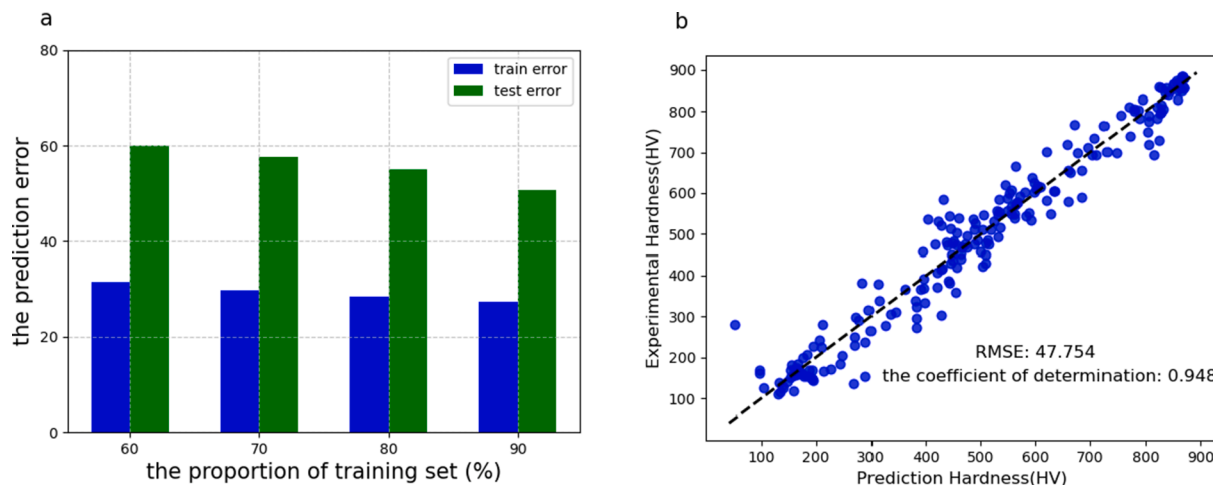 a
80
60
40
20
0
the prediction error
train error
test error
60 70 80 90
the proportion of training set (%)
b
900
800
700
600
500
400
300
200
100
Experimental Hardness(HV)
RMSE: 47.754
the coefficient of determination: 0.948
100 200 300 400 500 600 700 800 900
Prediction Hardness(HV)